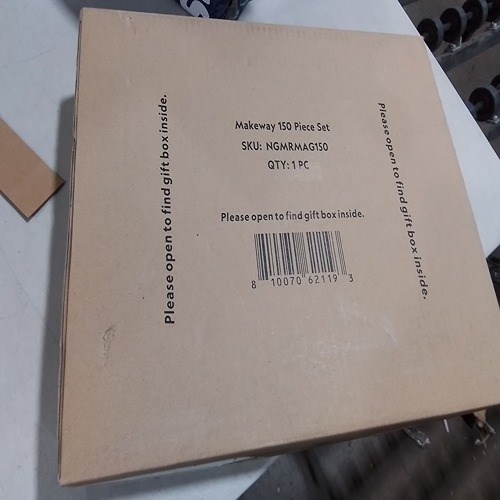 Please open to find gift box inside.
Makeway 150 Piece Set
SKU: NGMRMAG150
QTY: 1 PC
Please open to find gift box inside.
8 10070 62119 3
Please open to find gift box inside.